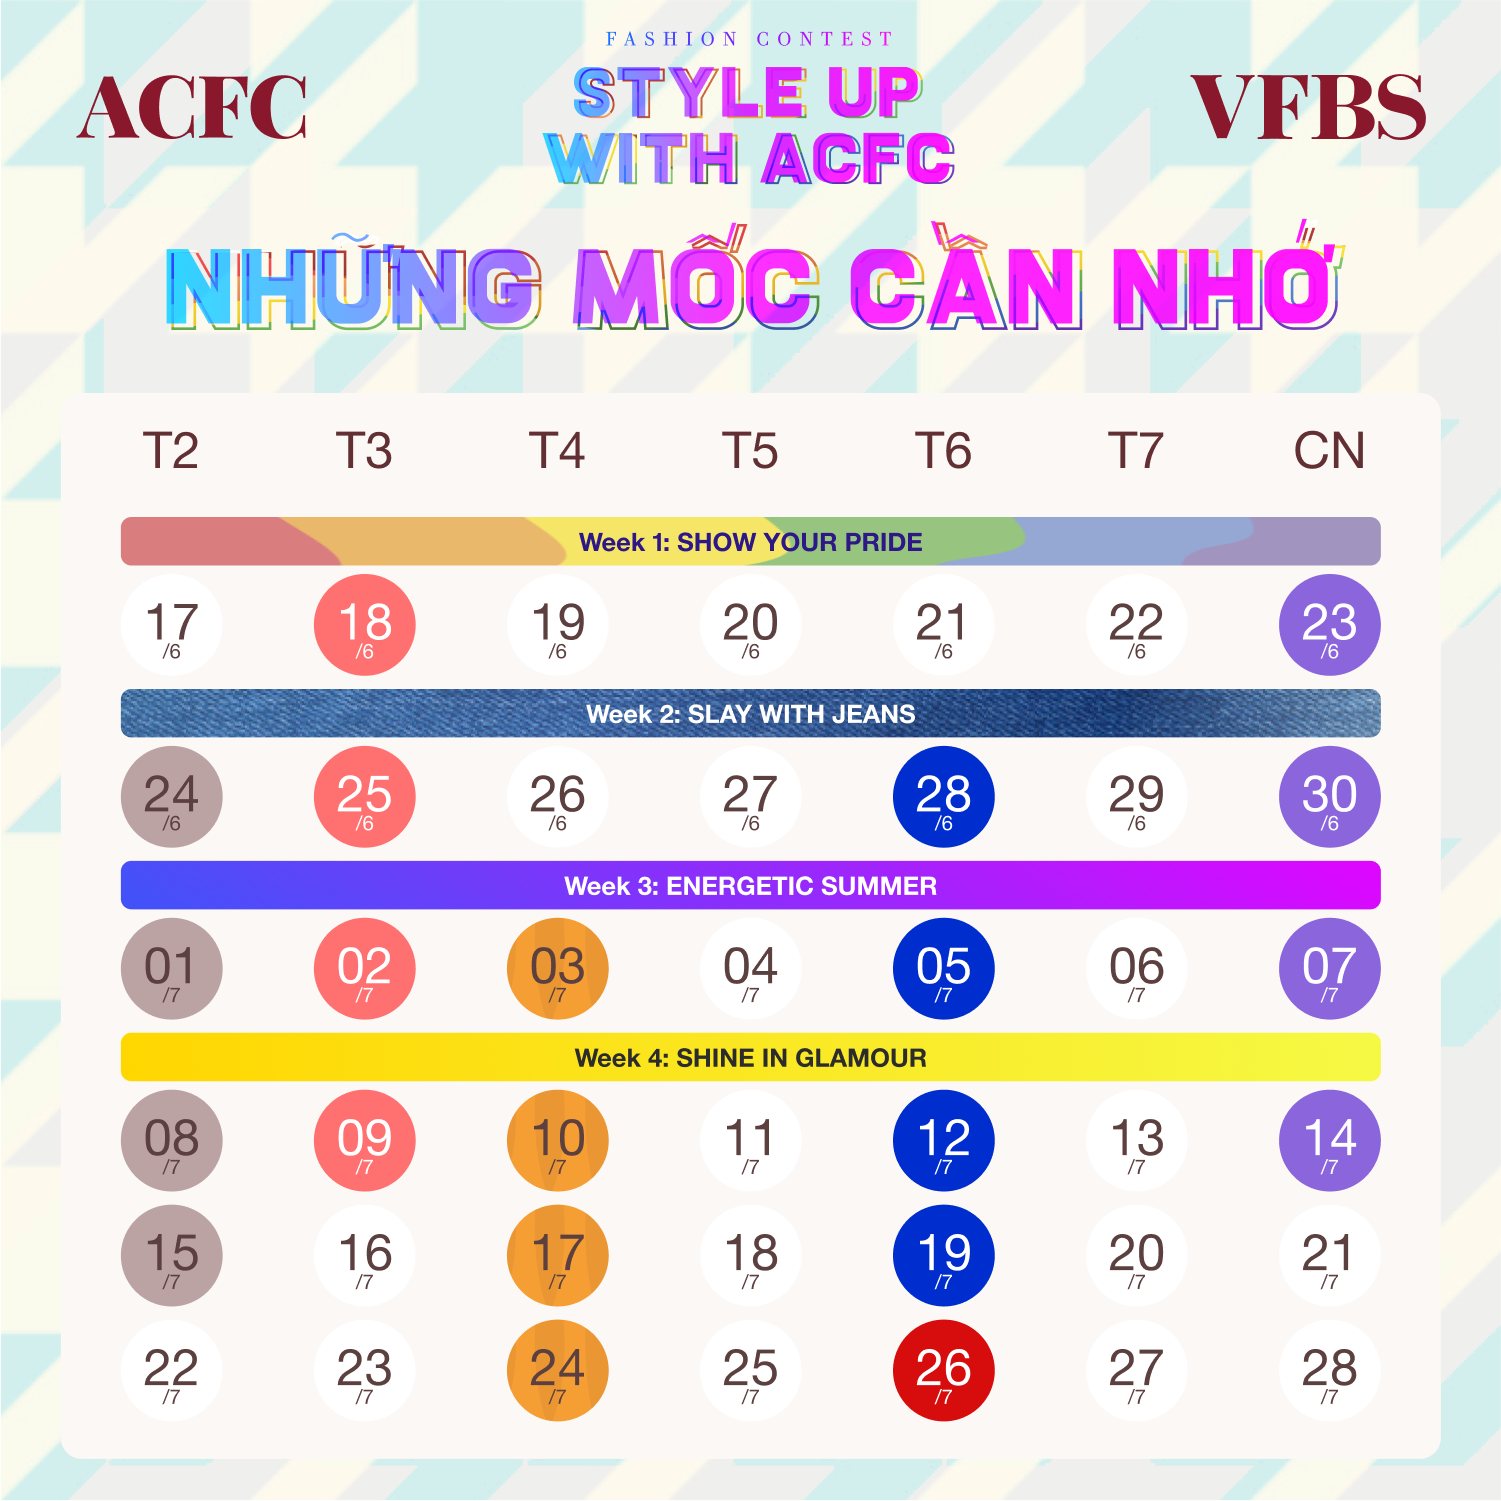 FASHION CONTEST
ACFC
STYLE UP
WITH ACFC
VFBS
NHỮNG MỐC CẦN NHỚ
T2 T3 T4 T5 T6 T7 CN
Week 1: SHOW YOUR PRIDE
17/6 18/6 19/6 20/6 21/6 22/6 23/6
Week 2: SLAY WITH JEANS
24/6 25/6 26/6 27/6 28/6 29/6 30/6
Week 3: ENERGETIC SUMMER
01/7 02/7 03/7 04/7 05/7 06/7 07/7
Week 4: SHINE IN GLAMOUR
08/7 09/7 10/7 11/7 12/7 13/7 14/7
15/7 16/7 17/7 18/7 19/7 20/7 21/7
22/7 23/7 24/7 25/7 26/7 27/7 28/7